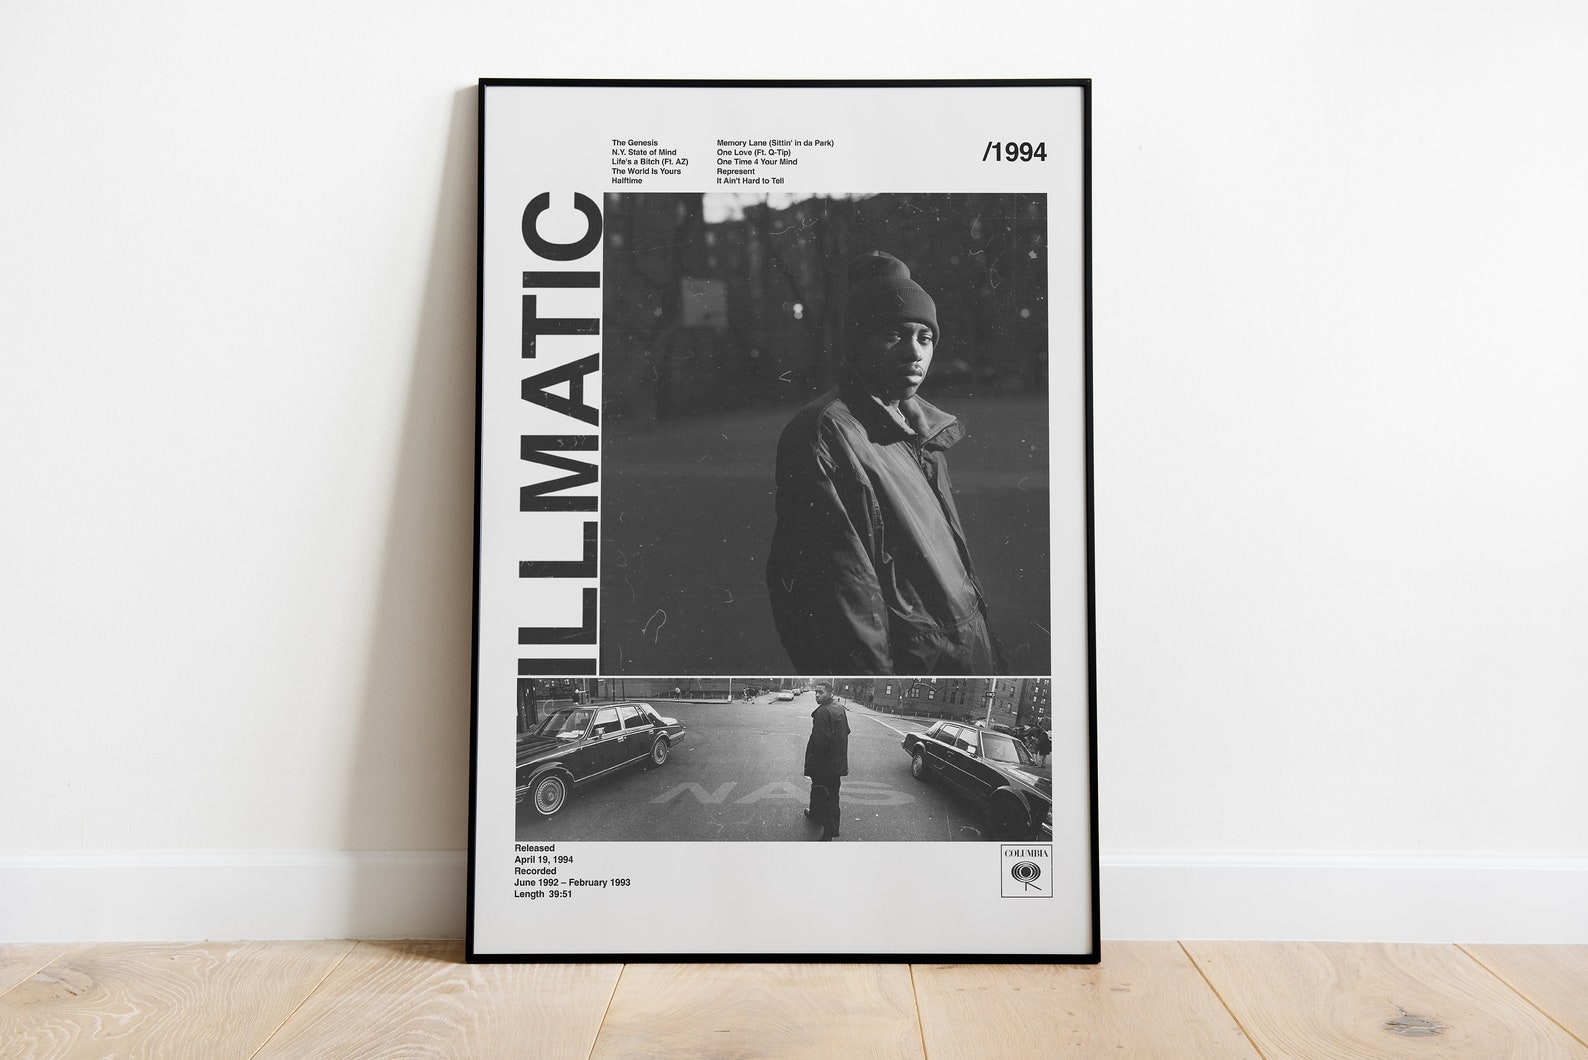 The Genesis
N.Y. State of Mind
Life's a Bitch (Ft. AZ)
The World Is Yours
Halftime
Memory Lane (Sittin' in da Park)
One Love (Ft. Q-Tip)
One Time 4 Your Mind
Represent
It Ain't Hard to Tell
/1994
ILLMATIC
NAS
Released
April 19, 1994
Recorded
June 1992 – February 1993
Length 39:51
COLUMBIA